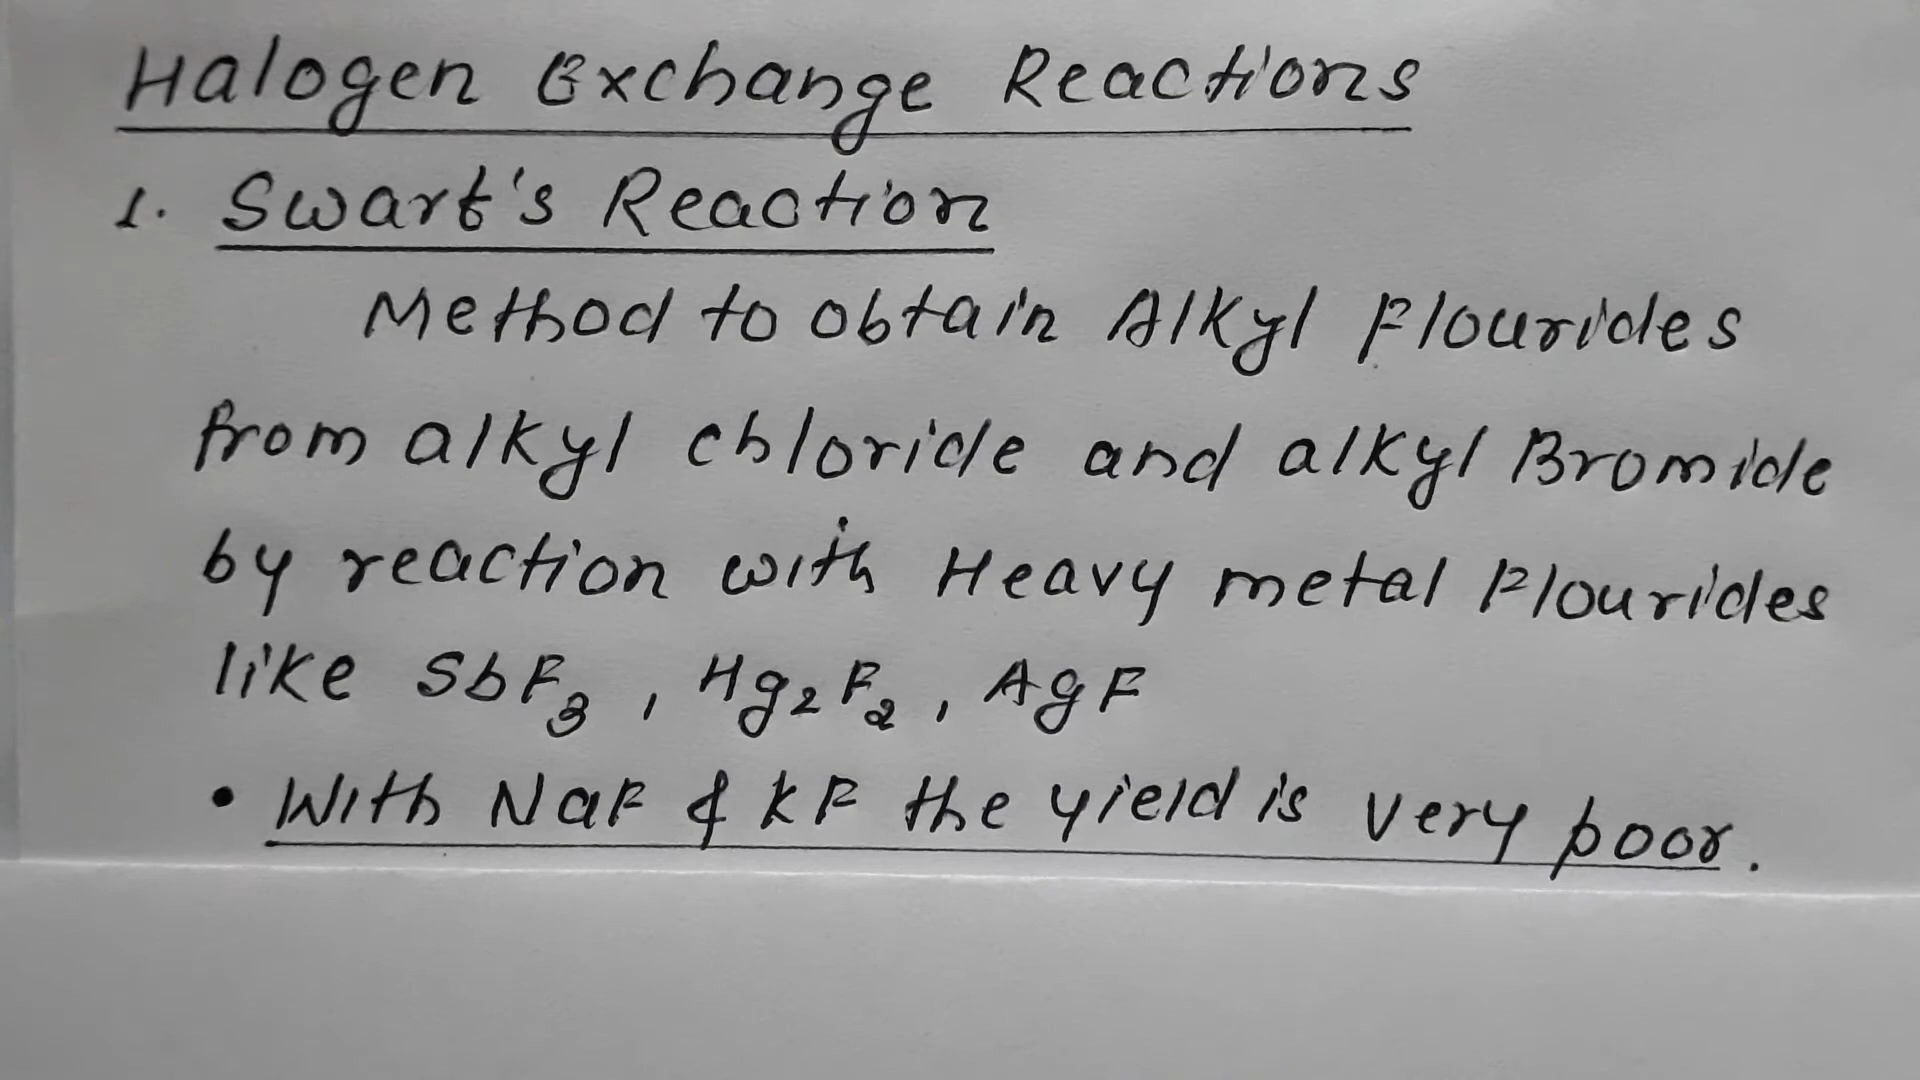 Halogen Exchange Reactions
1. Swart's Reaction
Method to obtain Alkyl Flourides
from alkyl chloride and alkyl Bromide
by reaction with Heavy metal Flourides
like SbF₃, Hg₂F₂, AgF
• With NaF & KF the yield is very poor.